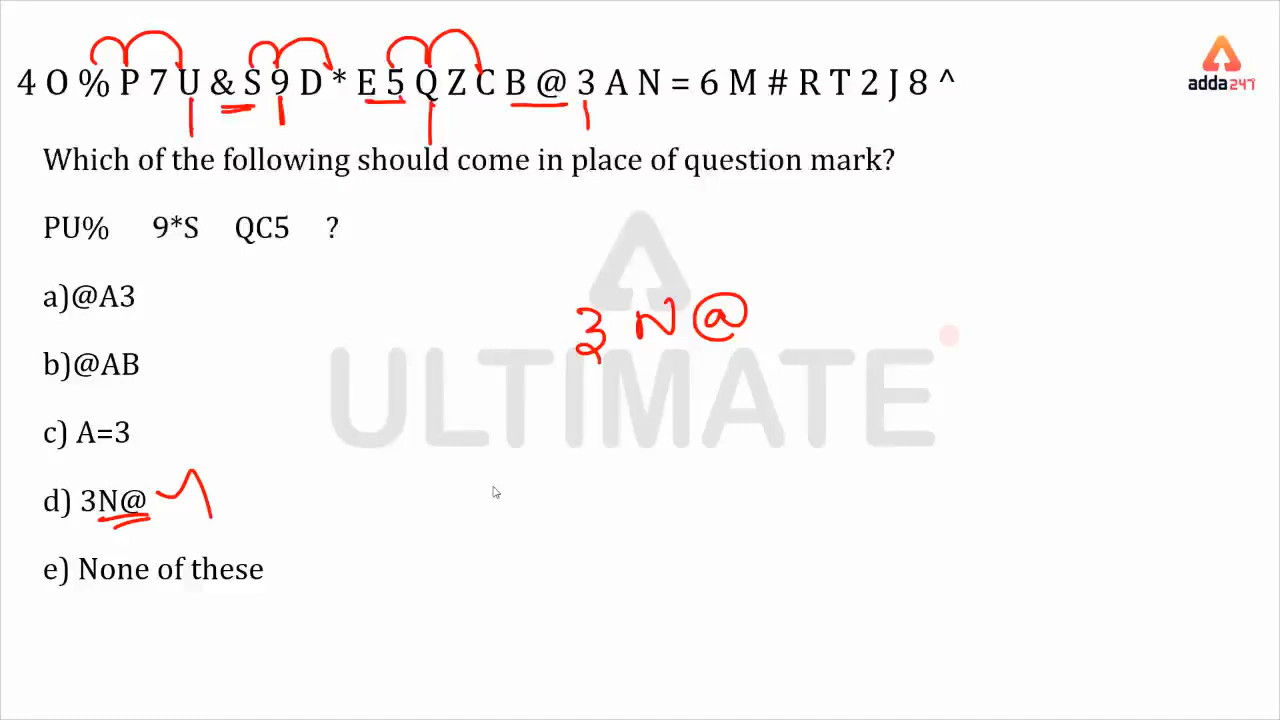 4 O % P 7 U & S 9 D * E 5 Q Z C B @ 3 A N = 6 M # R T 2 J 8 ^
adda247
Which of the following should come in place of question mark?
PU% 9*S QC5 ?
a)@A3
3 N @
b)@AB
ULTIMATE
c) A=3
d) 3N@
e) None of these